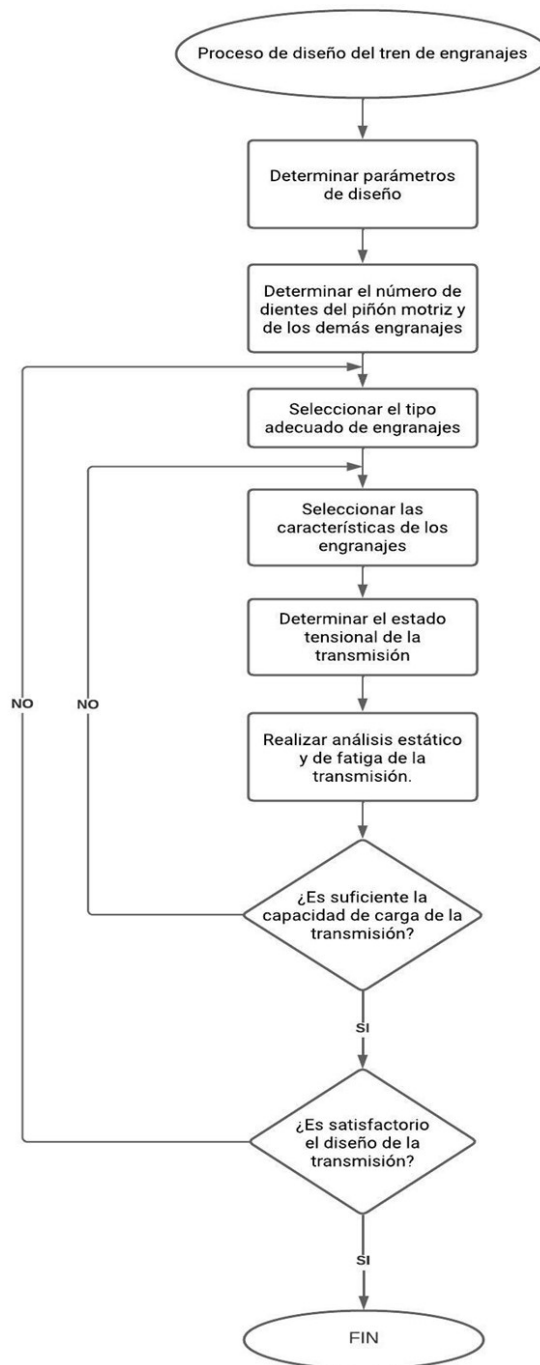 Proceso de diseño del tren de engranajes
Determinar parámetros
de diseño
Determinar el número de
dientes del piñón motriz y
de los demás engranajes
Seleccionar el tipo
adecuado de engranajes
Seleccionar las
características de los
engranajes
Determinar el estado
tensional de la
transmisión
NO
NO
Realizar análisis estático
y de fatiga de la
transmisión.
¿Es suficiente la
capacidad de carga de la
transmisión?
SI
¿Es satisfactorio
el diseño de la
transmisión?
SI
FIN